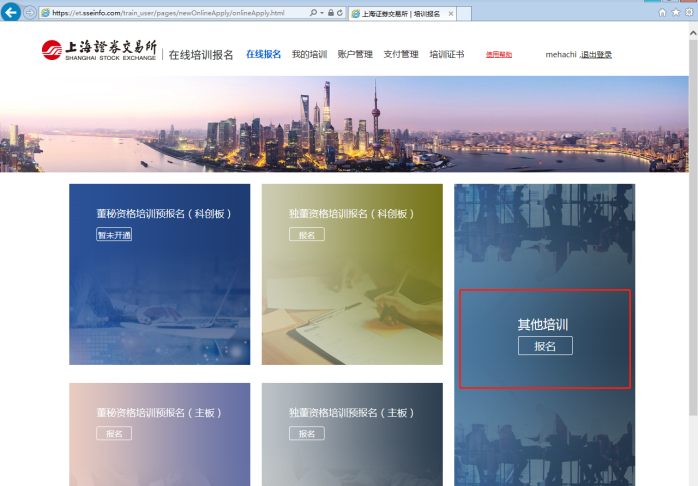 https://et.sseinfo.com/train_user/pages/newOnlineApply/onlineApply.html
上海证券交易所 | 培训报名
上海證券交易所
SHANGHAI STOCK EXCHANGE
在线培训报名
在线报名 我的培训 账户管理 支付管理 培训证书 使用帮助 mehachi ,退出登录
董秘资格培训预报名（科创板）
暂未开通
独董资格培训预报名（科创板）
报名
其他培训
报名
董秘资格培训预报名（主板）
报名
独董资格培训预报名（主板）
报名